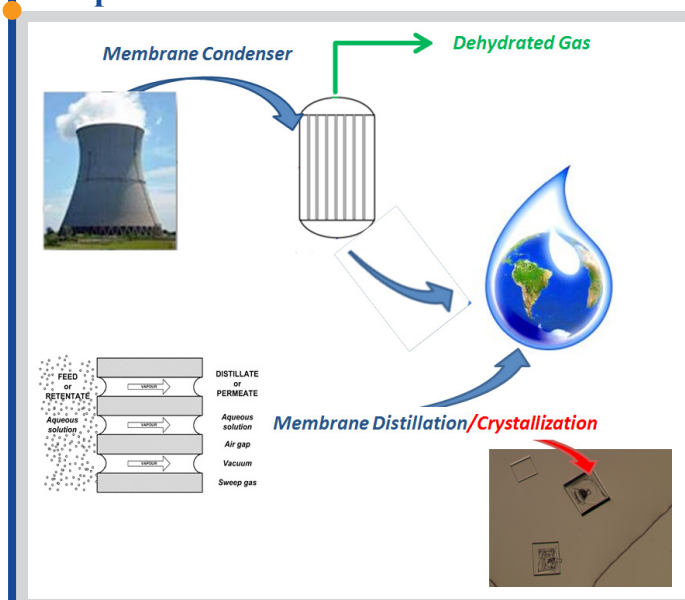 Membrane Condenser
Dehydrated Gas
FEED
or
RETENTATE
Aqueous
solution
VAPOUR
VAPOUR
VAPOUR
DISTILLATE
or
PERMEATE
Aqueous
solution
Air gap
Vacuum
Sweep gas
Membrane Distillation/Crystallization